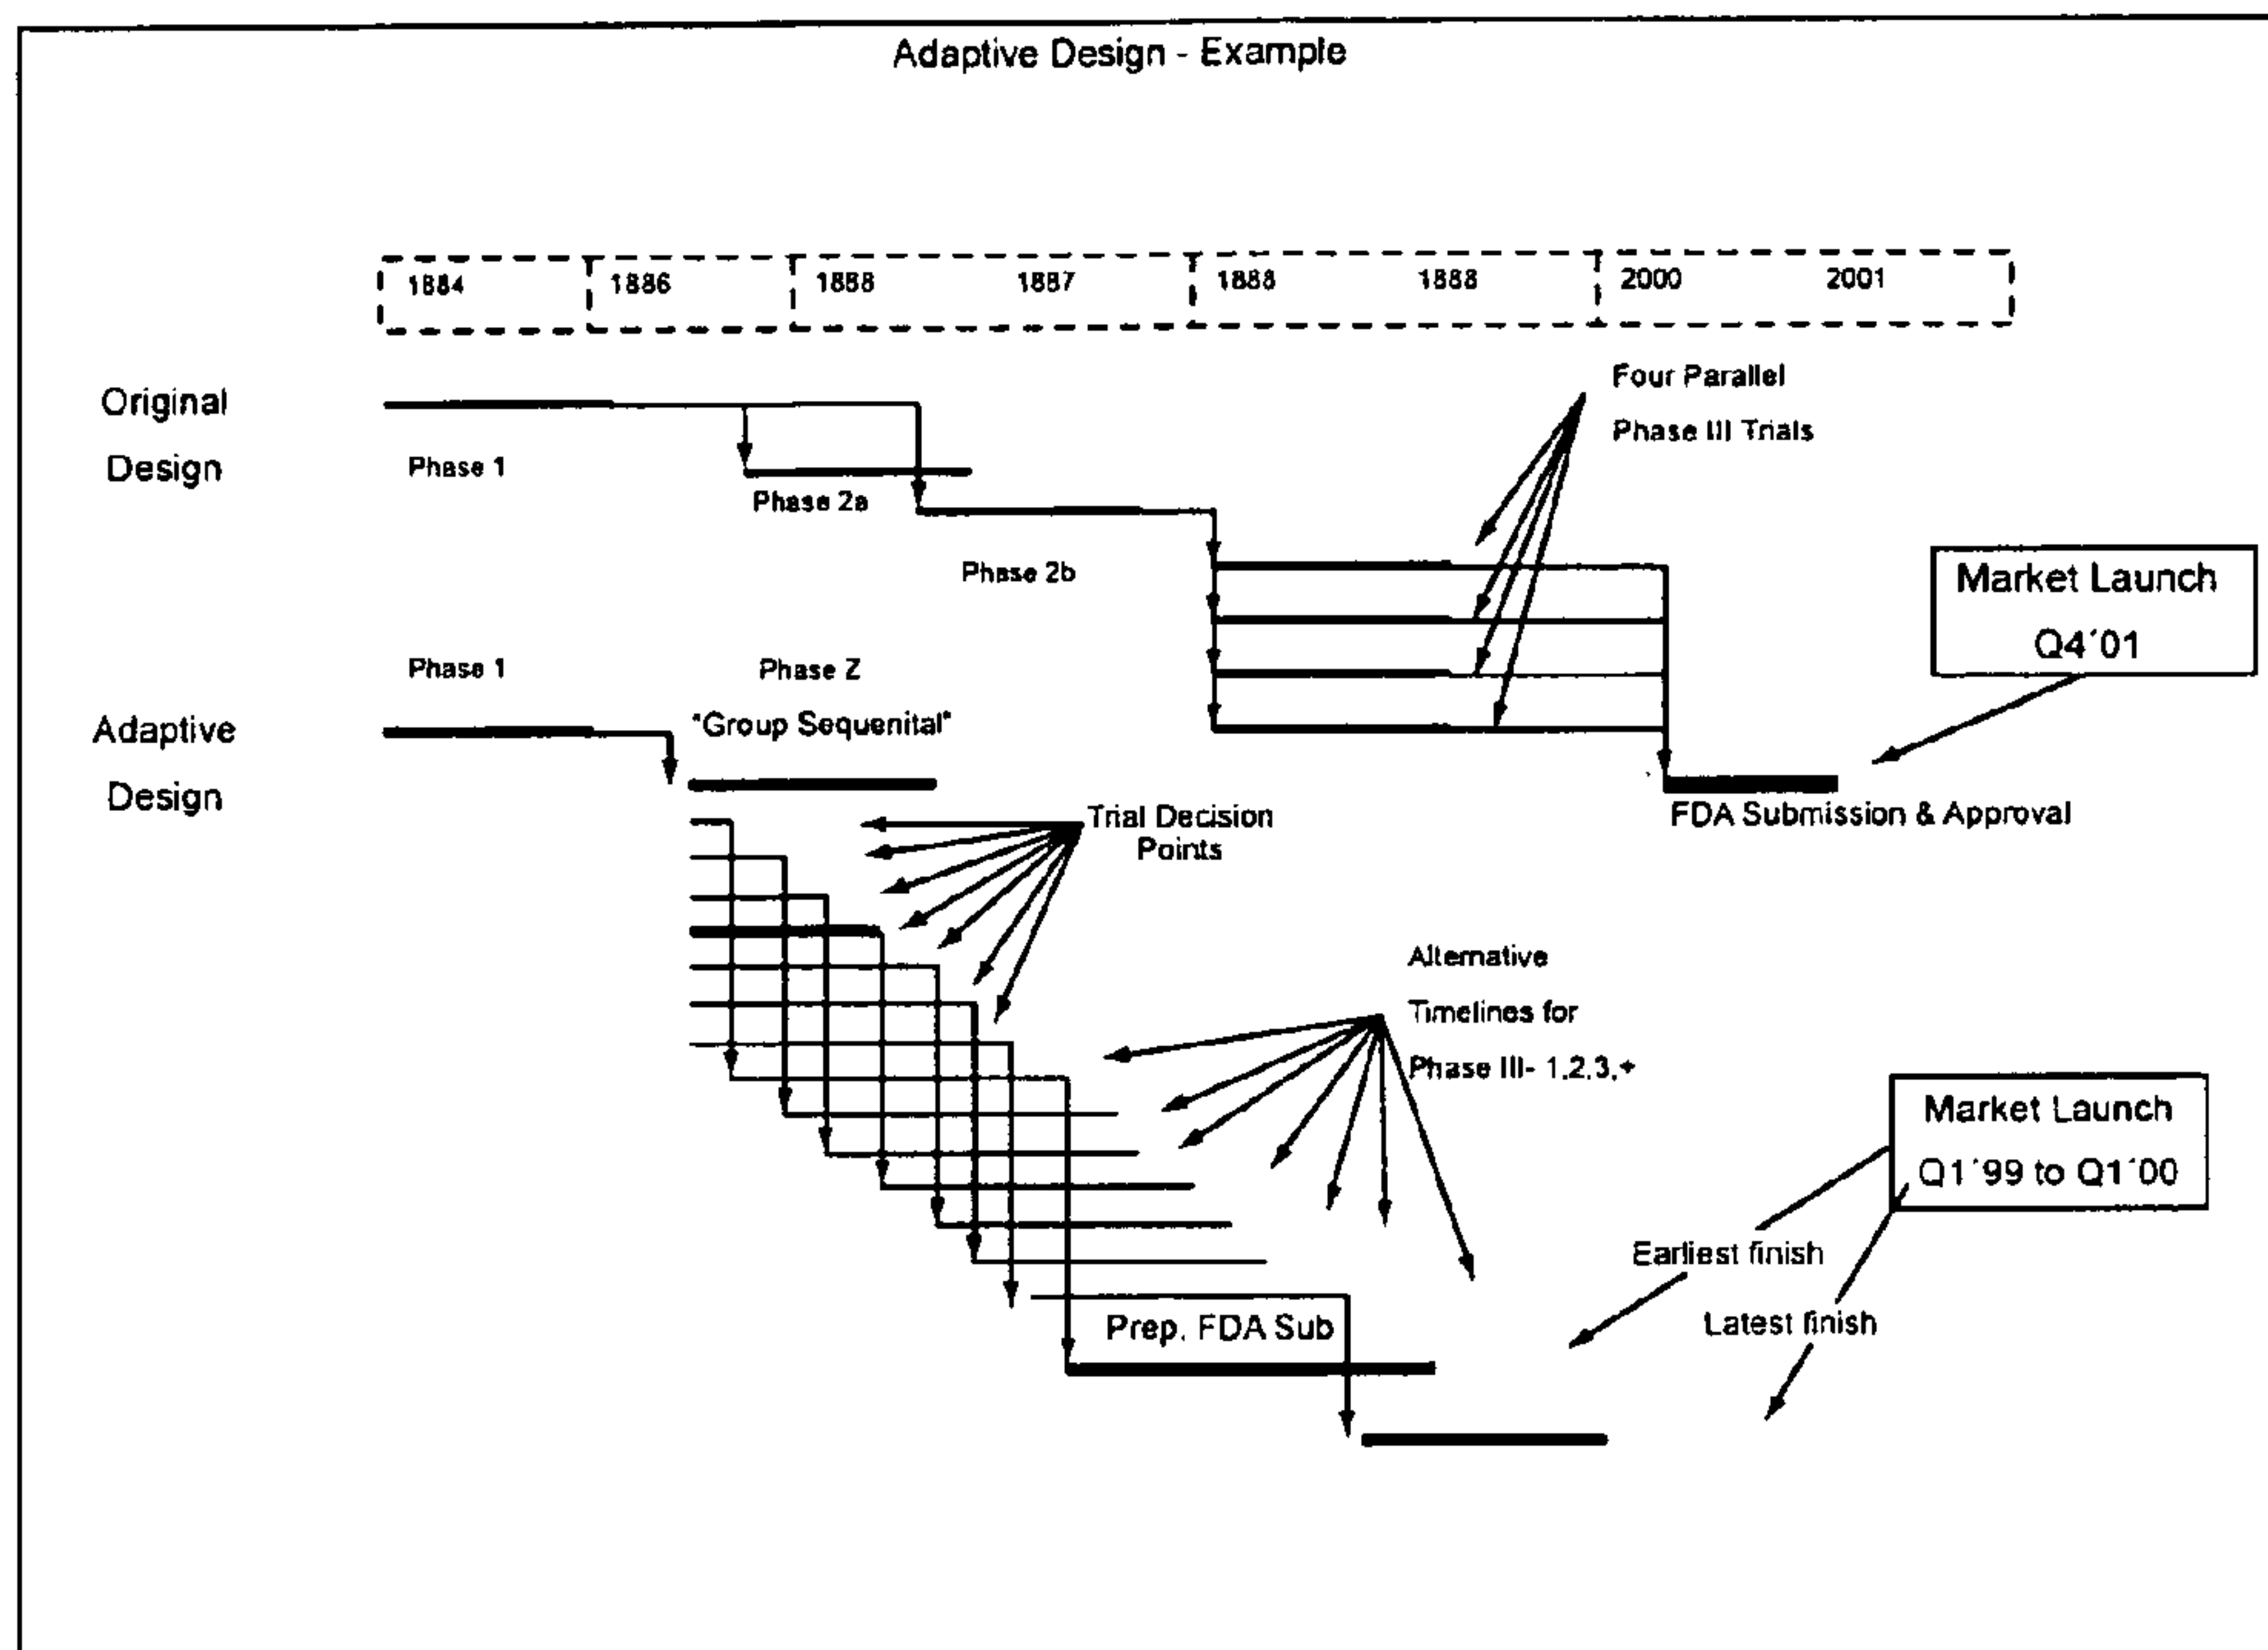 Adaptive Design - Example
1884 1886 1888 1887 1888 1888 2000 2001
Four Parallel
Phase III Trials
Original
Design
Phase 1
Phase 2a
Phase 2b
Market Launch
Q4´01
Phase 1
Phase Z
"Group Sequenital"
Adaptive
Design
FDA Submission & Approval
Trial Decision
Points
Alternative
Timelines for
Phase III- 1,2,3,+
Market Launch
Q1´99 to Q1´00
Earliest finish
Latest finish
Prep. FDA Sub